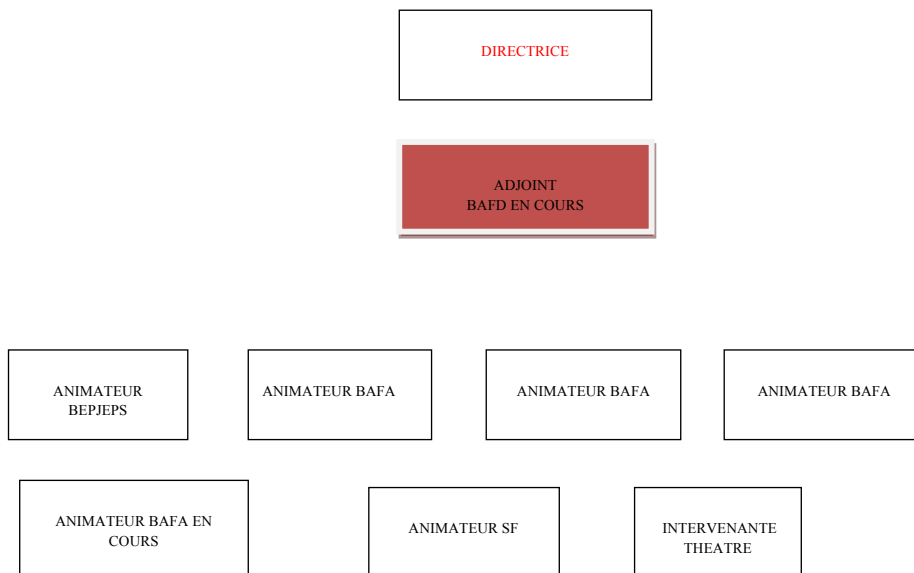 DIRECTRICE
ADJOINT
BAFD EN COURS
ANIMATEUR
BEPJEPS
ANIMATEUR BAFA
ANIMATEUR BAFA
ANIMATEUR BAFA
ANIMATEUR BAFA EN
COURS
ANIMATEUR SF
INTERVENANTE
THEATRE